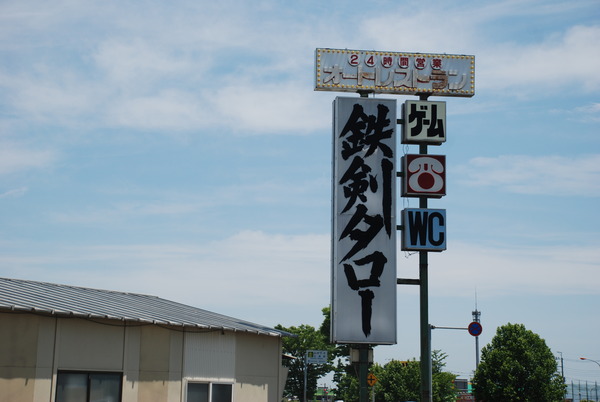 24時間営業
オートレストラン
鉄剣タロー
ゲーム
WC